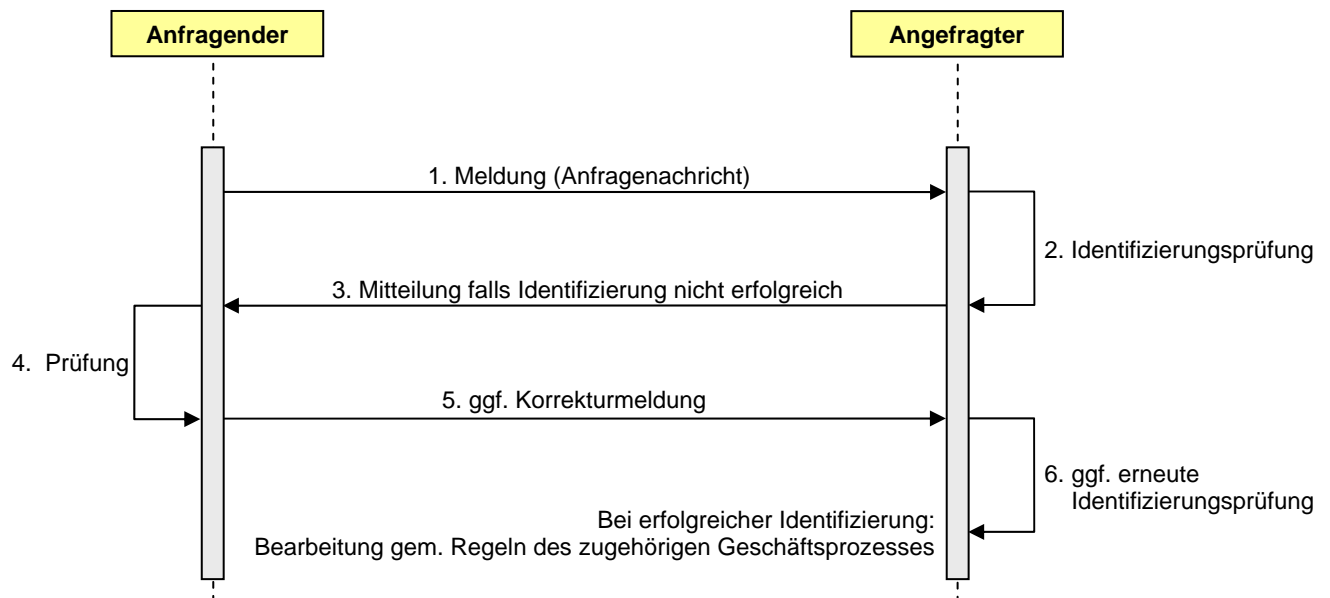 Anfragender
Angefragter
1. Meldung (Anfragenachricht)
2. Identifizierungsprüfung
3. Mitteilung falls Identifizierung nicht erfolgreich
4. Prüfung
5. ggf. Korrekturmeldung
6. ggf. erneute
Identifizierungsprüfung
Bei erfolgreicher Identifizierung:
Bearbeitung gem. Regeln des zugehörigen Geschäftsprozesses